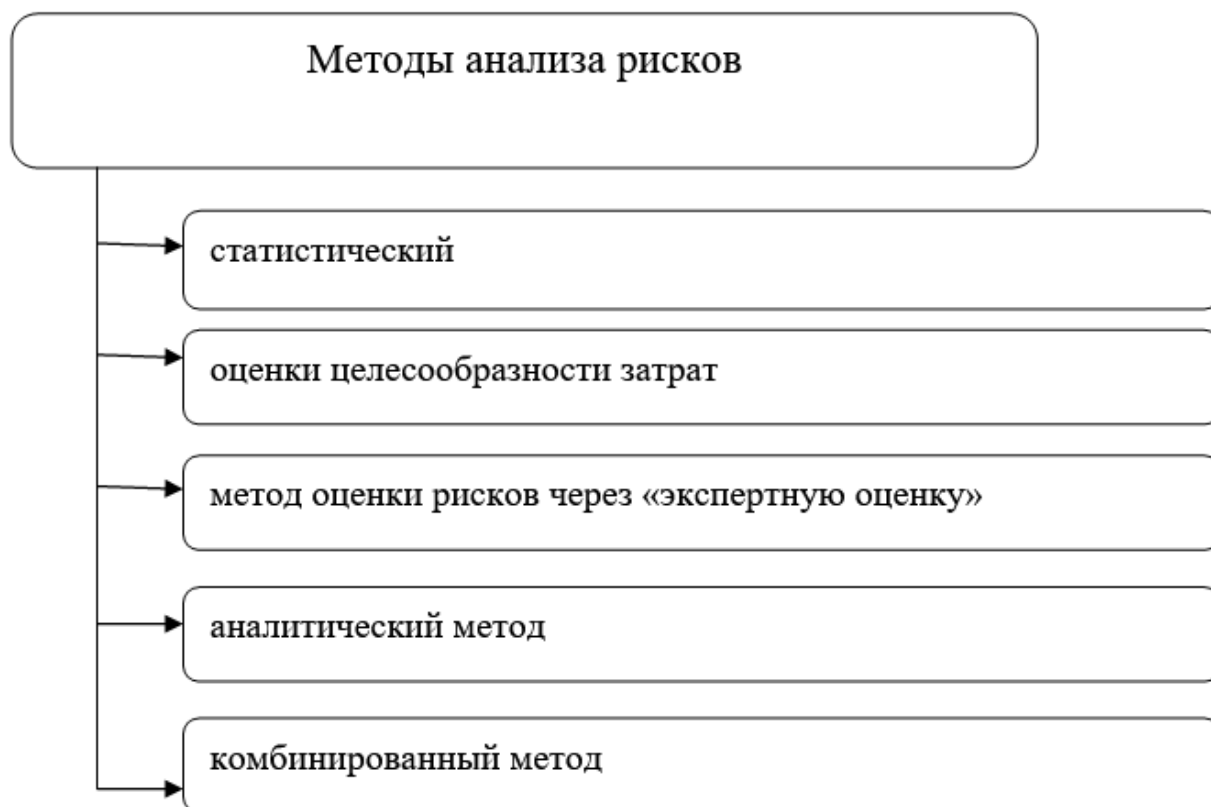 Методы анализа рисков
статистический
оценки целесообразности затрат
метод оценки рисков через «экспертную оценку»
аналитический метод
комбинированный метод